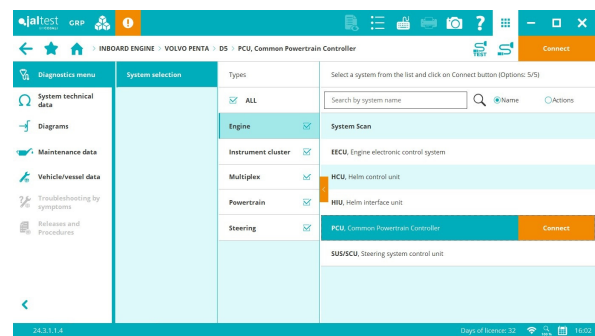 jaltest GRP
INBOARD ENGINE > VOLVO PENTA > D5 > PCU, Common Powertrain Controller
TEST
Connect
Diagnostics menu
System technical
data
Diagrams
Maintenance data
Vehicle/vessel data
Troubleshooting by
symptoms
Releases and
Procedures
System selection
Types
ALL
Engine
Instrument cluster
Multiplex
Powertrain
Steering
Select a system from the list and click on Connect button (Options: 5/5)
Search by system name
Name
Actions
System Scan
EECU, Engine electronic control system
HCU, Helm control unit
HIU, Helm interface unit
PCU, Common Powertrain Controller
Connect
SUS/SCU, Steering system control unit
24.3.1.1.4
Days of licence: 32
16:02